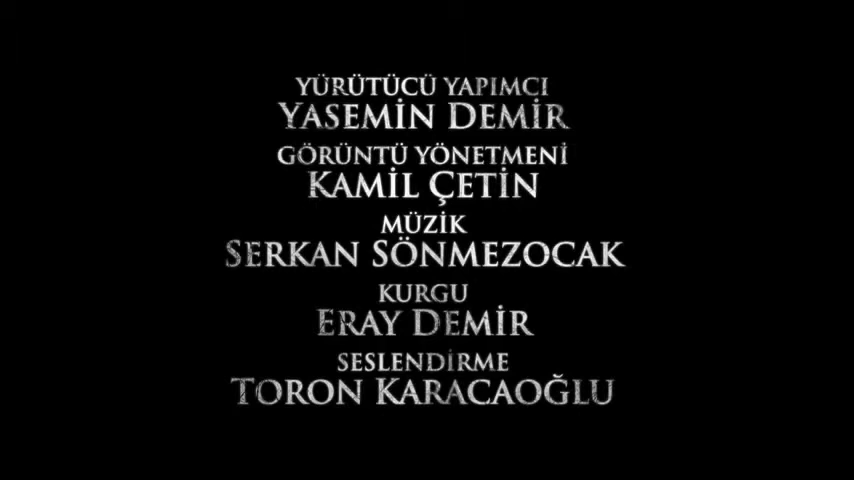 YÜRÜTÜCÜ YAPIMCI
YASEMİN DEMİR
GÖRÜNTÜ YÖNETMENİ
KAMİL ÇETİN
MÜZİK
SERKAN SÖNMEZOCAK
KURGU
ERAY DEMİR
SESLENDİRME
TORON KARACAOĞLU